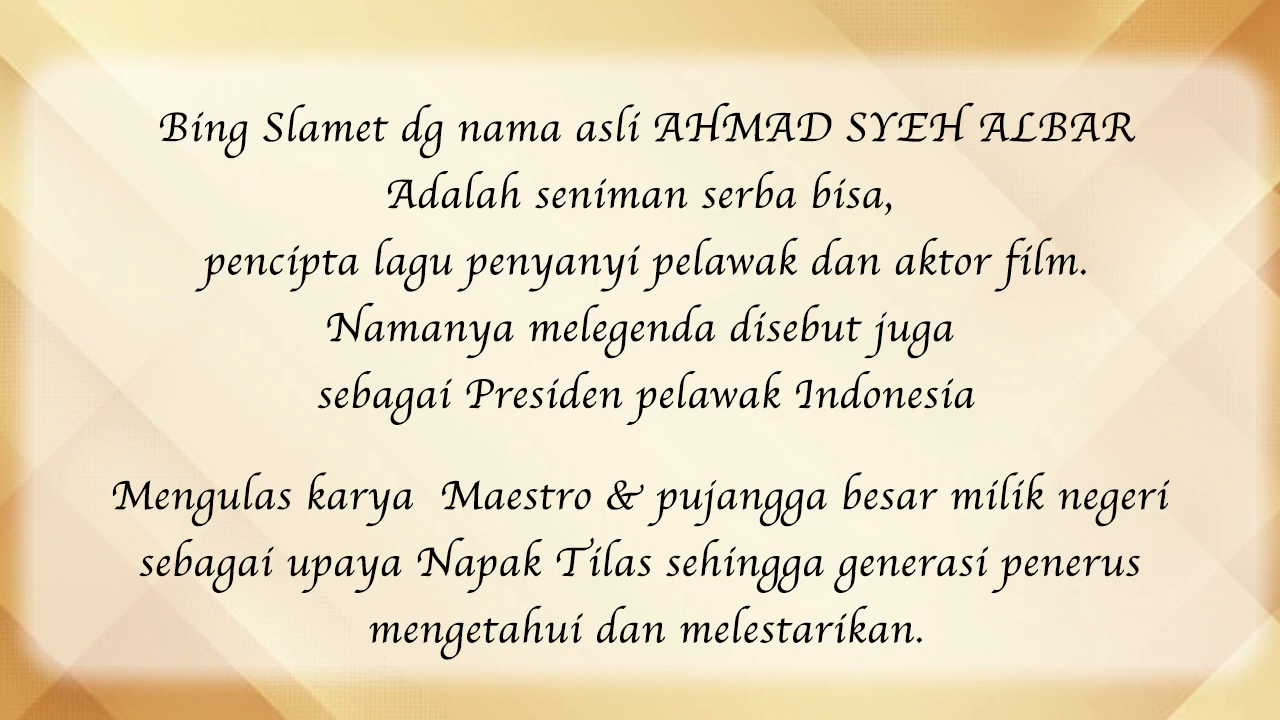 Bing Slamet dg nama asli AHMAD SYEH ALBAR
Adalah seniman serba bisa,
pencipta lagu penyanyi pelawak dan aktor film.
Namanya melegenda disebut juga
sebagai Presiden pelawak Indonesia
Mengulas karya  Maestro & pujangga besar milik negeri
sebagai upaya Napak Tilas sehingga generasi penerus
mengetahui dan melestarikan.